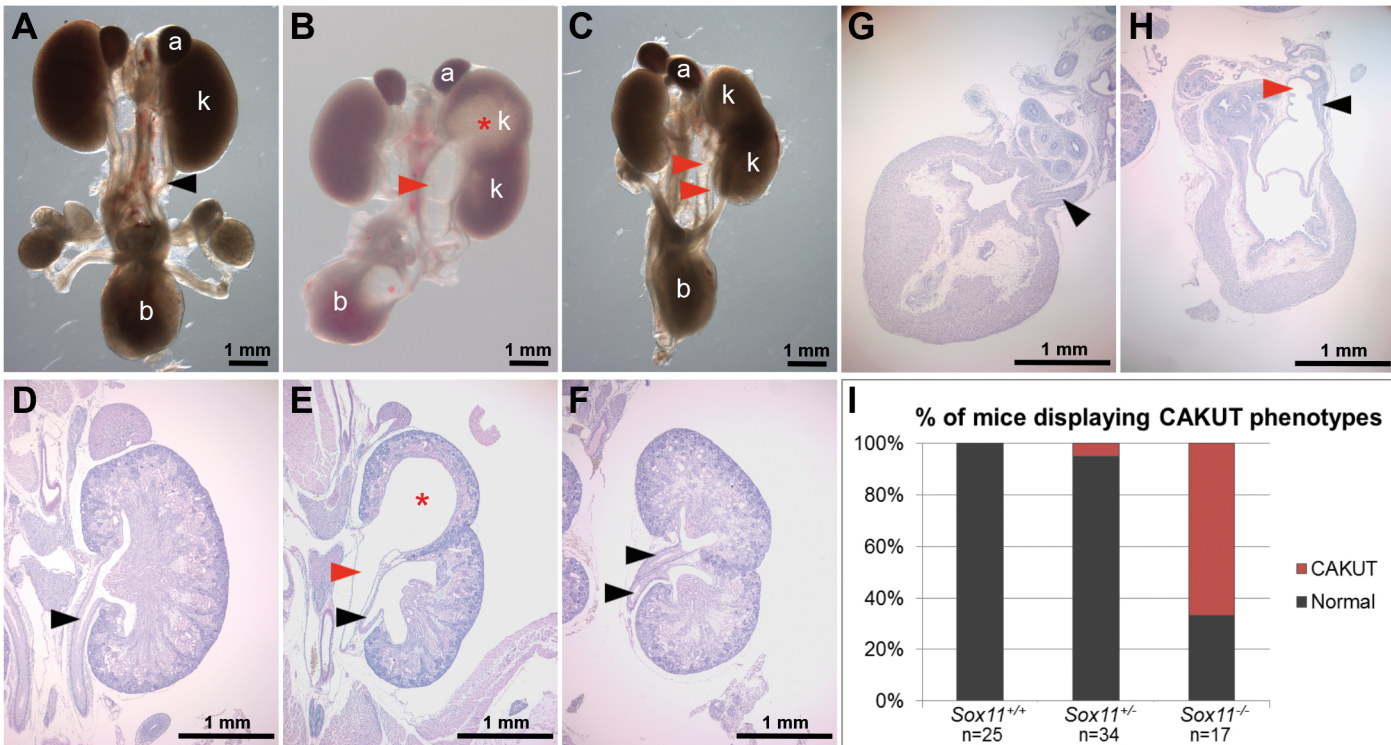 A
a
k
b
1 mm
B
a
k
*
k
b
1 mm
C
a
k
k
b
1 mm
G
1 mm
H
1 mm
D
1 mm
E
*
1 mm
F
1 mm
I
% of mice displaying CAKUT phenotypes
100%
80%
60%
40%
20%
0%
CAKUT
Normal
Sox11+/+
n=25
Sox11+/-
n=34
Sox11-/-
n=17